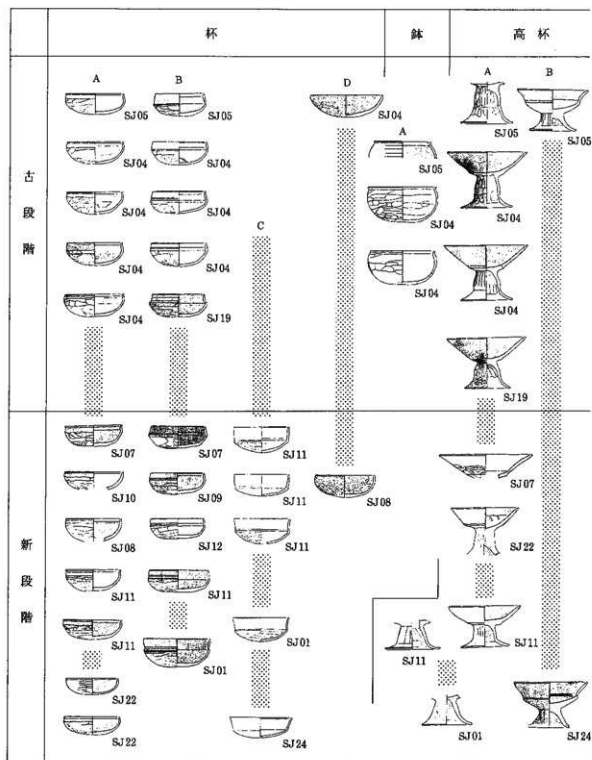 杯 鉢 高杯
A B D A B
SJ05 SJ05 SJ04 SJ05 SJ05
A
SJ04 SJ04 SJ05 SJ04
SJ04 SJ04 SJ04
C
SJ04 SJ04 SJ04 SJ04
SJ04 SJ19
SJ19
古段階
SJ07 SJ07 SJ11 SJ07
SJ10 SJ09 SJ11 SJ08
SJ08 SJ12 SJ11 SJ22
SJ11 SJ11
SJ11 SJ01 SJ01 SJ11 SJ11
SJ22
SJ22 SJ24 SJ01 SJ24
新段階